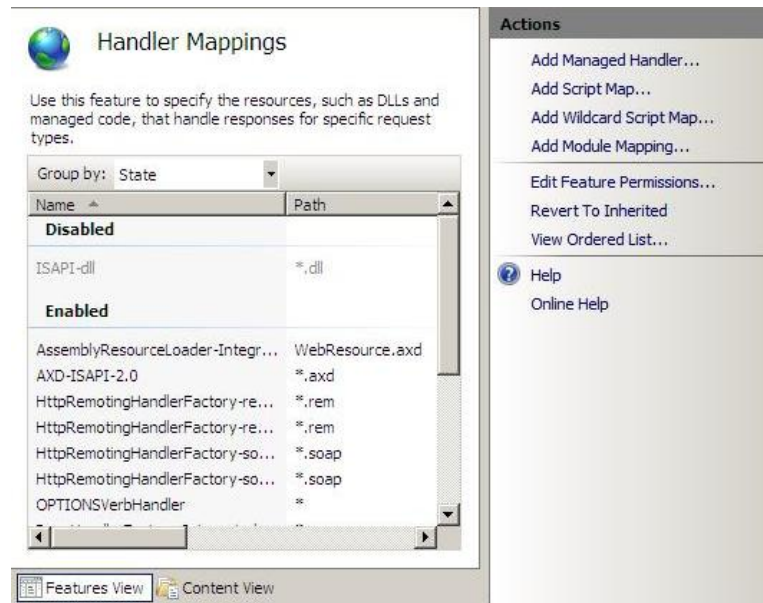 Handler Mappings
Use this feature to specify the resources, such as DLLs and
managed code, that handle responses for specific request
types.
Group by: State
Name Path
Disabled
ISAPI-dll *.dll
Enabled
AssemblyResourceLoader-Integr... WebResource.axd
AXD-ISAPI-2.0 *.axd
HttpRemotingHandlerFactory-re... *.rem
HttpRemotingHandlerFactory-re... *.rem
HttpRemotingHandlerFactory-so... *.soap
HttpRemotingHandlerFactory-so... *.soap
OPTIONSVerbHandler *
Features View Content View
Actions
Add Managed Handler...
Add Script Map...
Add Wildcard Script Map...
Add Module Mapping...
Edit Feature Permissions...
Revert To Inherited
View Ordered List...
Help
Online Help